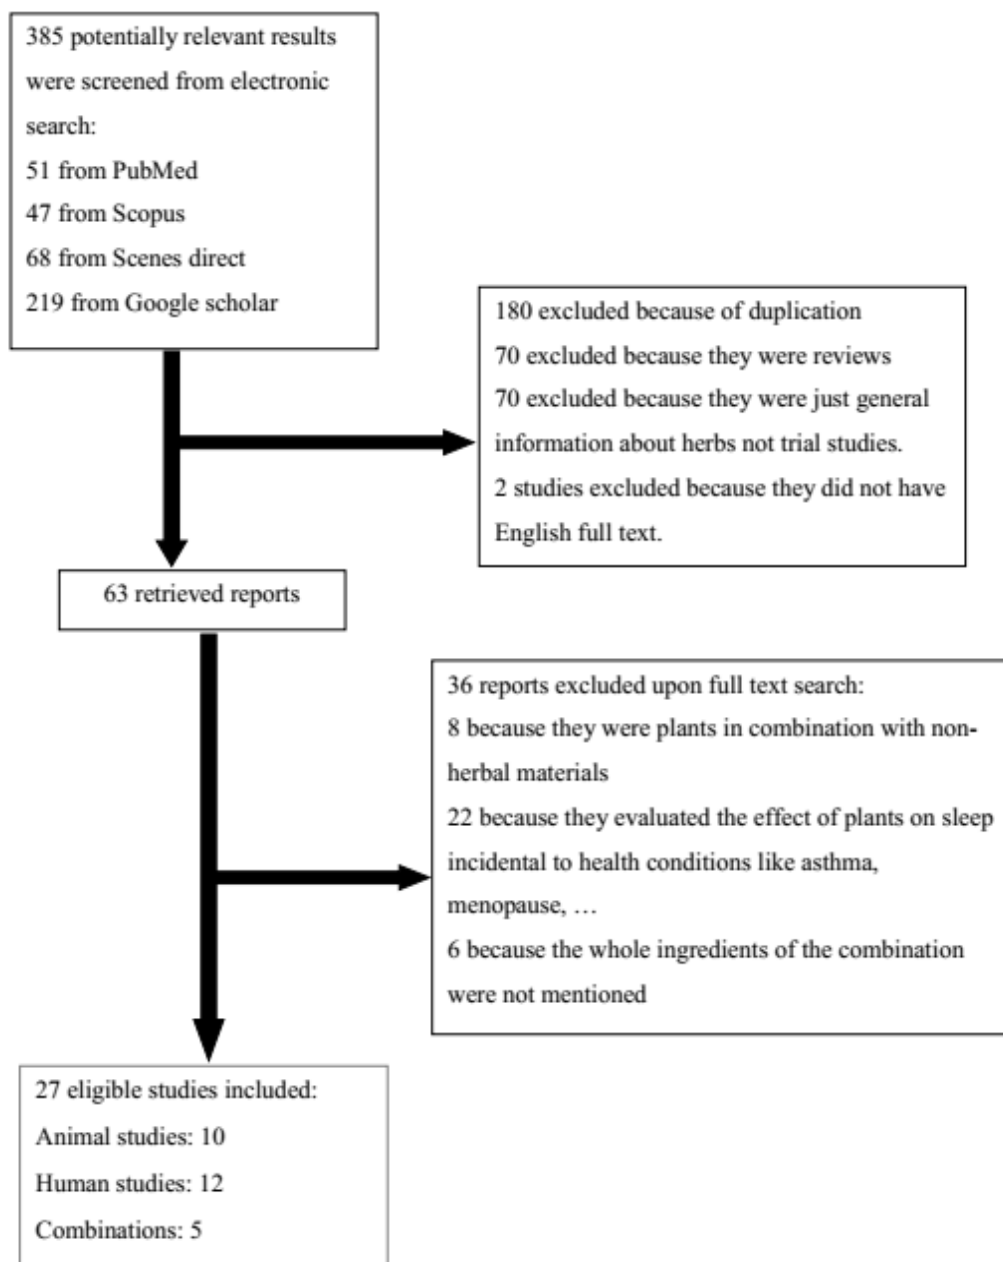 385 potentially relevant results
were screened from electronic
search:
51 from PubMed
47 from Scopus
68 from Scenes direct
219 from Google scholar
180 excluded because of duplication
70 excluded because they were reviews
70 excluded because they were just general
information about herbs not trial studies.
2 studies excluded because they did not have
English full text.
63 retrieved reports
36 reports excluded upon full text search:
8 because they were plants in combination with non-
herbal materials
22 because they evaluated the effect of plants on sleep
incidental to health conditions like asthma,
menopause, …
6 because the whole ingredients of the combination
were not mentioned
27 eligible studies included:
Animal studies: 10
Human studies: 12
Combinations: 5